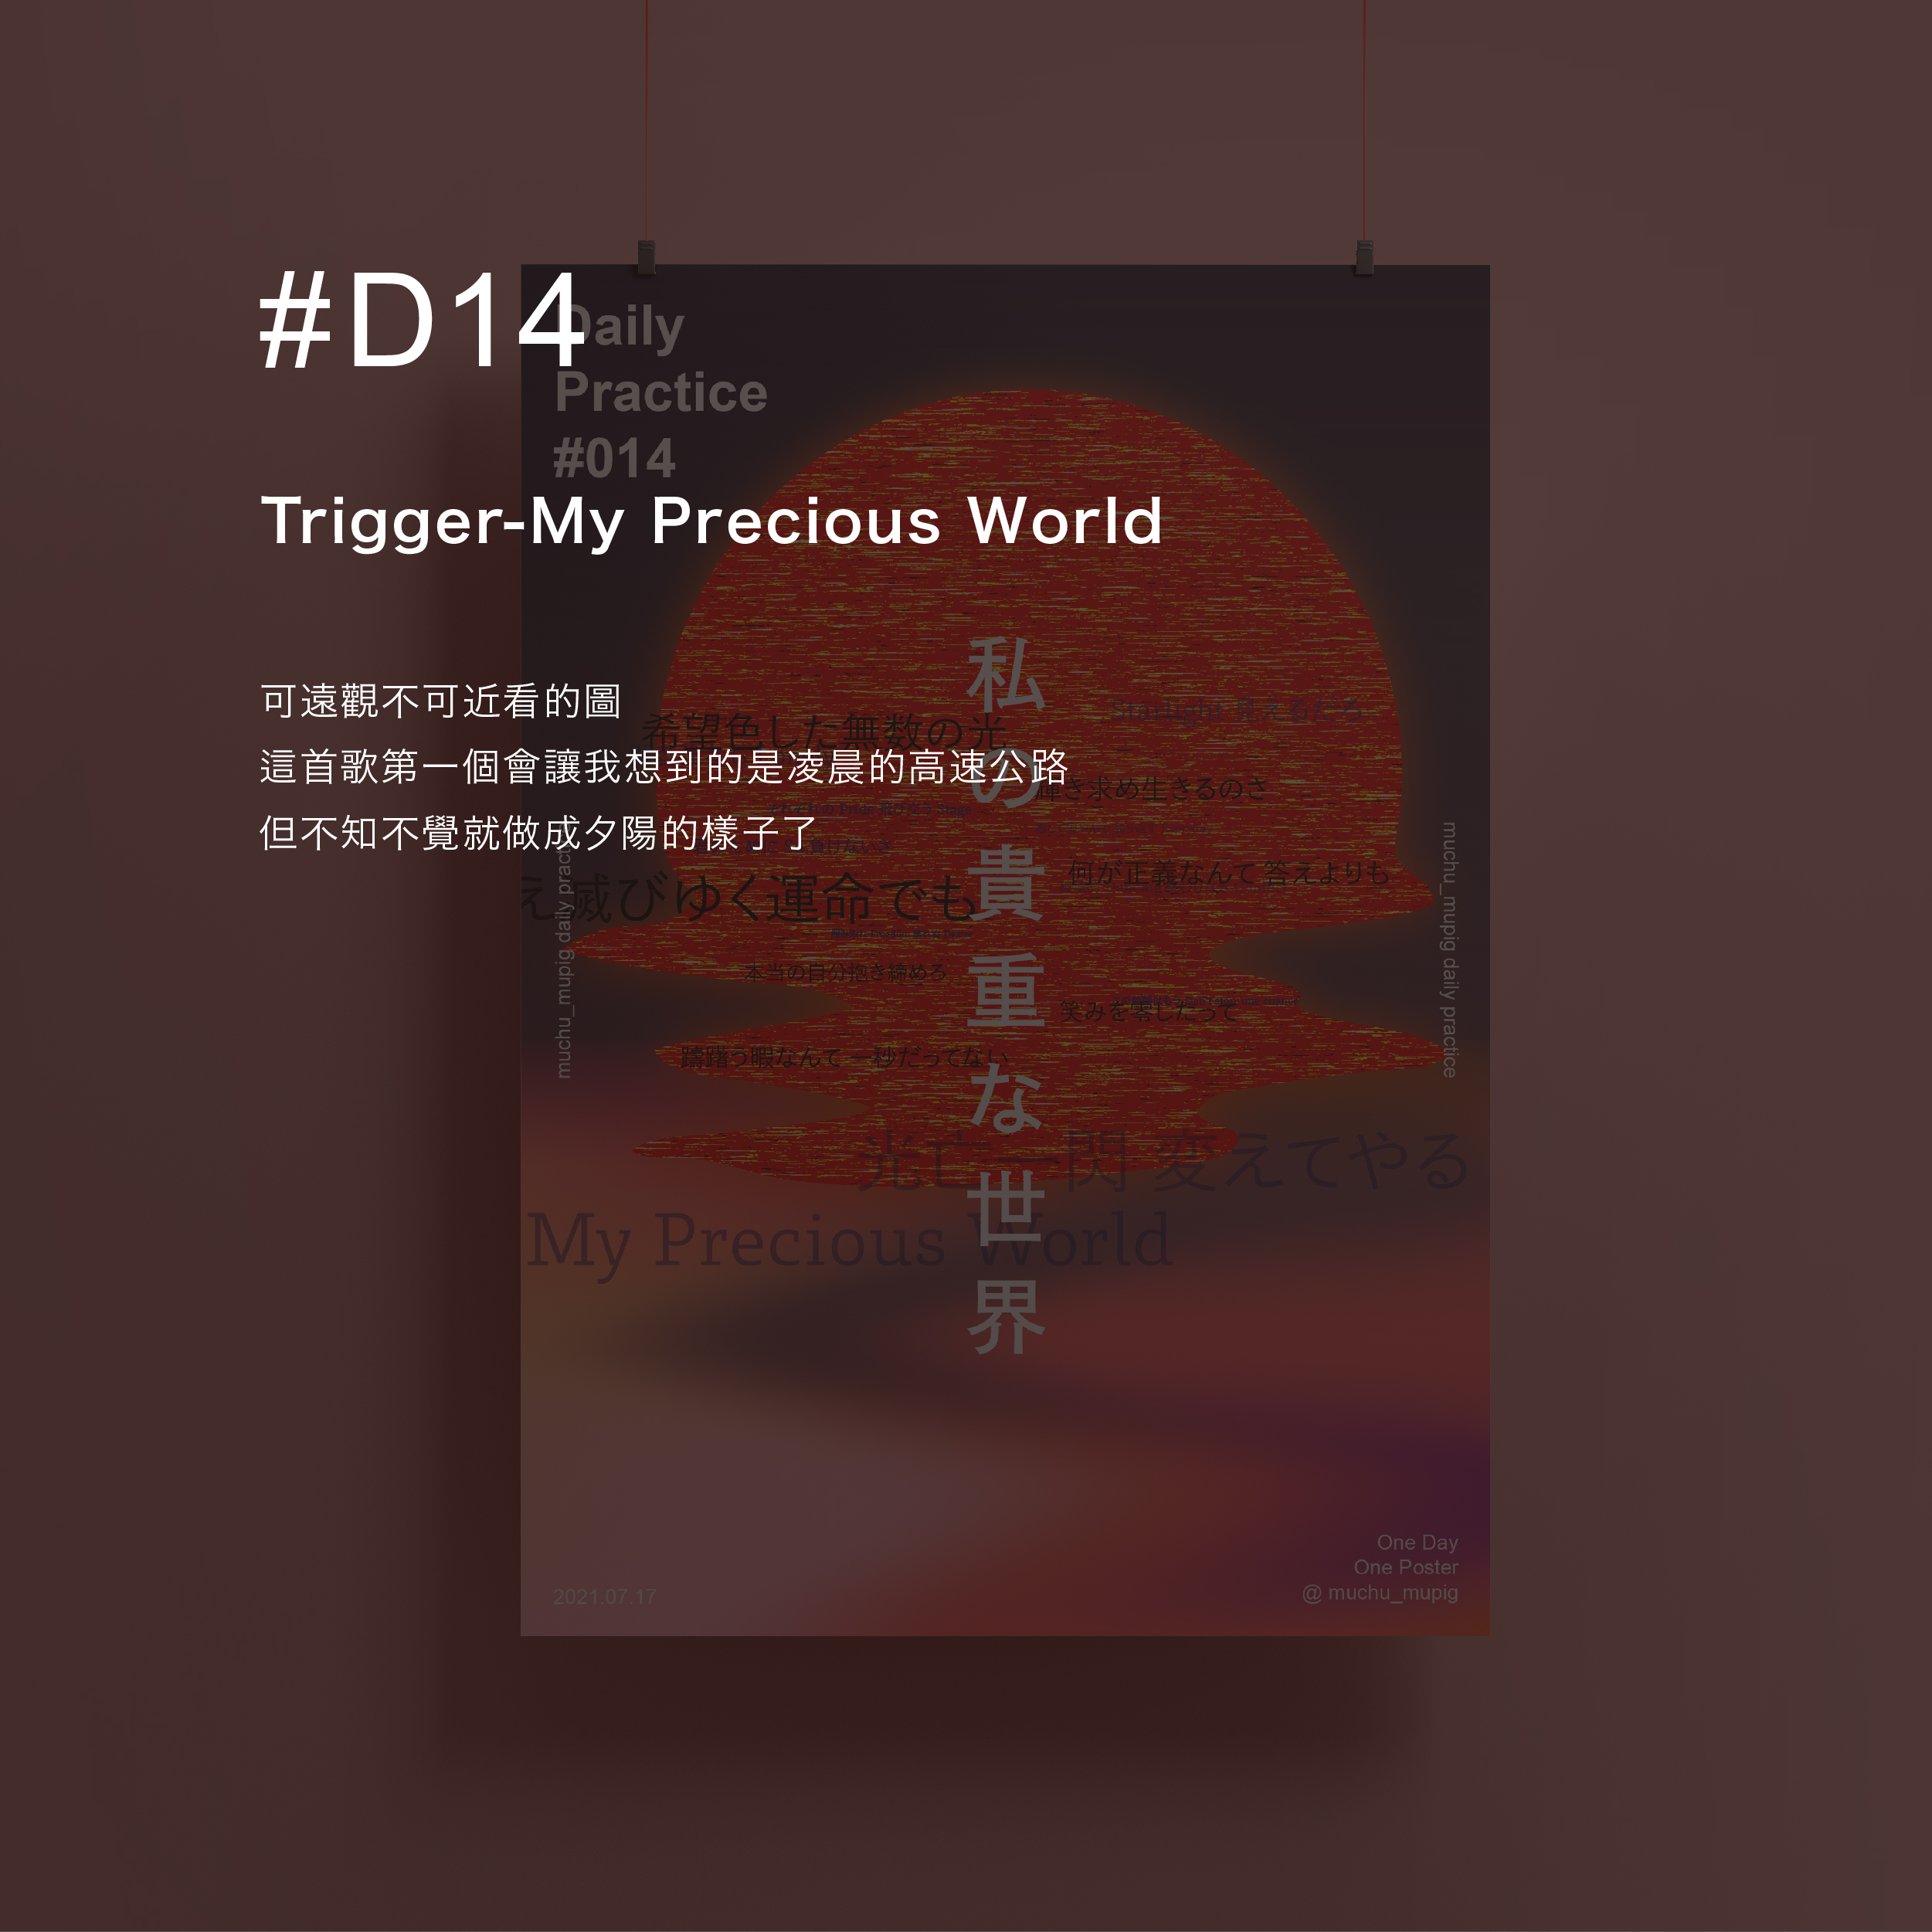 #D14
Daily
Practice
#014
Trigger-My Precious World
可遠觀不可近看的圖
這首歌第一個會讓我想到的是凌晨的高速公路
但不知不覺就做成夕陽的樣子了
私の貴重な世界
Starlight 見えるだろ
希望色した無数の光
輝き求め生きるのさ
何が正義なんて 答えよりも
え滅びゆく運命でも
本当の自分抱き締めろ
笑みを零したって
躊躇う暇なんて 一秒だってない
一閃 変えてやる
My Precious World
muchu_mupig daily practice
muchu_mupig daily practice
2021.07.17
One Day
One Poster
@ muchu_mupig